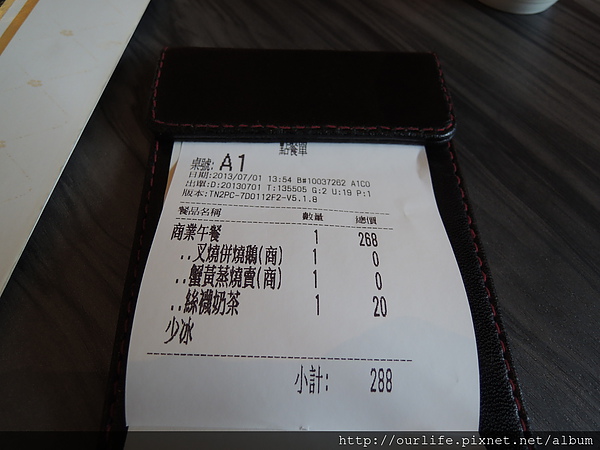 點餐單
桌號: A1
日期:2013/07/01 13:54 B#10037262 A1C0
出單:D:20130701 T:135505 G:2 U:19 P:1
版本:TN2PC-7D0112F2-V5.1.8
餐品名稱 數量 總價
商業午餐 1 268
..叉燒併燒鵝(商) 1 0
..蟹黃蒸燒賣(商) 1 0
..絲襪奶茶 1 20
少冰
小計: 288
http://ourlife.pixnet.net/album